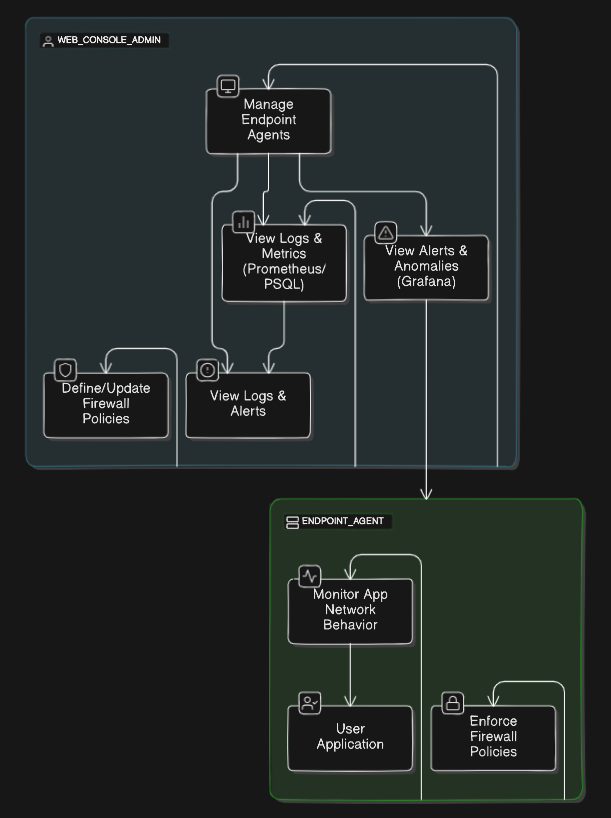 WEB_CONSOLE_ADMIN
Manage
Endpoint
Agents
View Logs &
Metrics
(Prometheus/
PSQL)
View Alerts &
Anomalies
(Grafana)
Define/Update
Firewall
Policies
View Logs &
Alerts
ENDPOINT_AGENT
Monitor App
Network
Behavior
User
Application
Enforce
Firewall
Policies